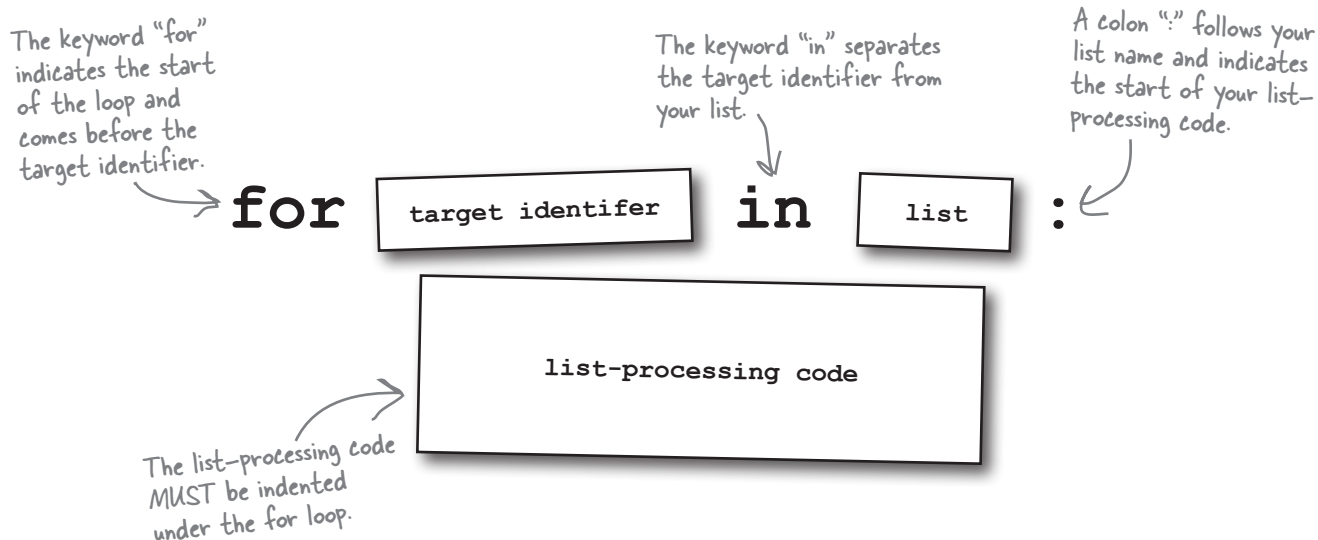 The keyword “for”
indicates the start
of the loop and
comes before the
target identifier.
The keyword “in” separates
the target identifier from
your list.
A colon “:” follows your
list name and indicates
the start of your list–
processing code.
for target identifer in list :
list-processing code
The list–processing code
MUST be indented
under the for loop.